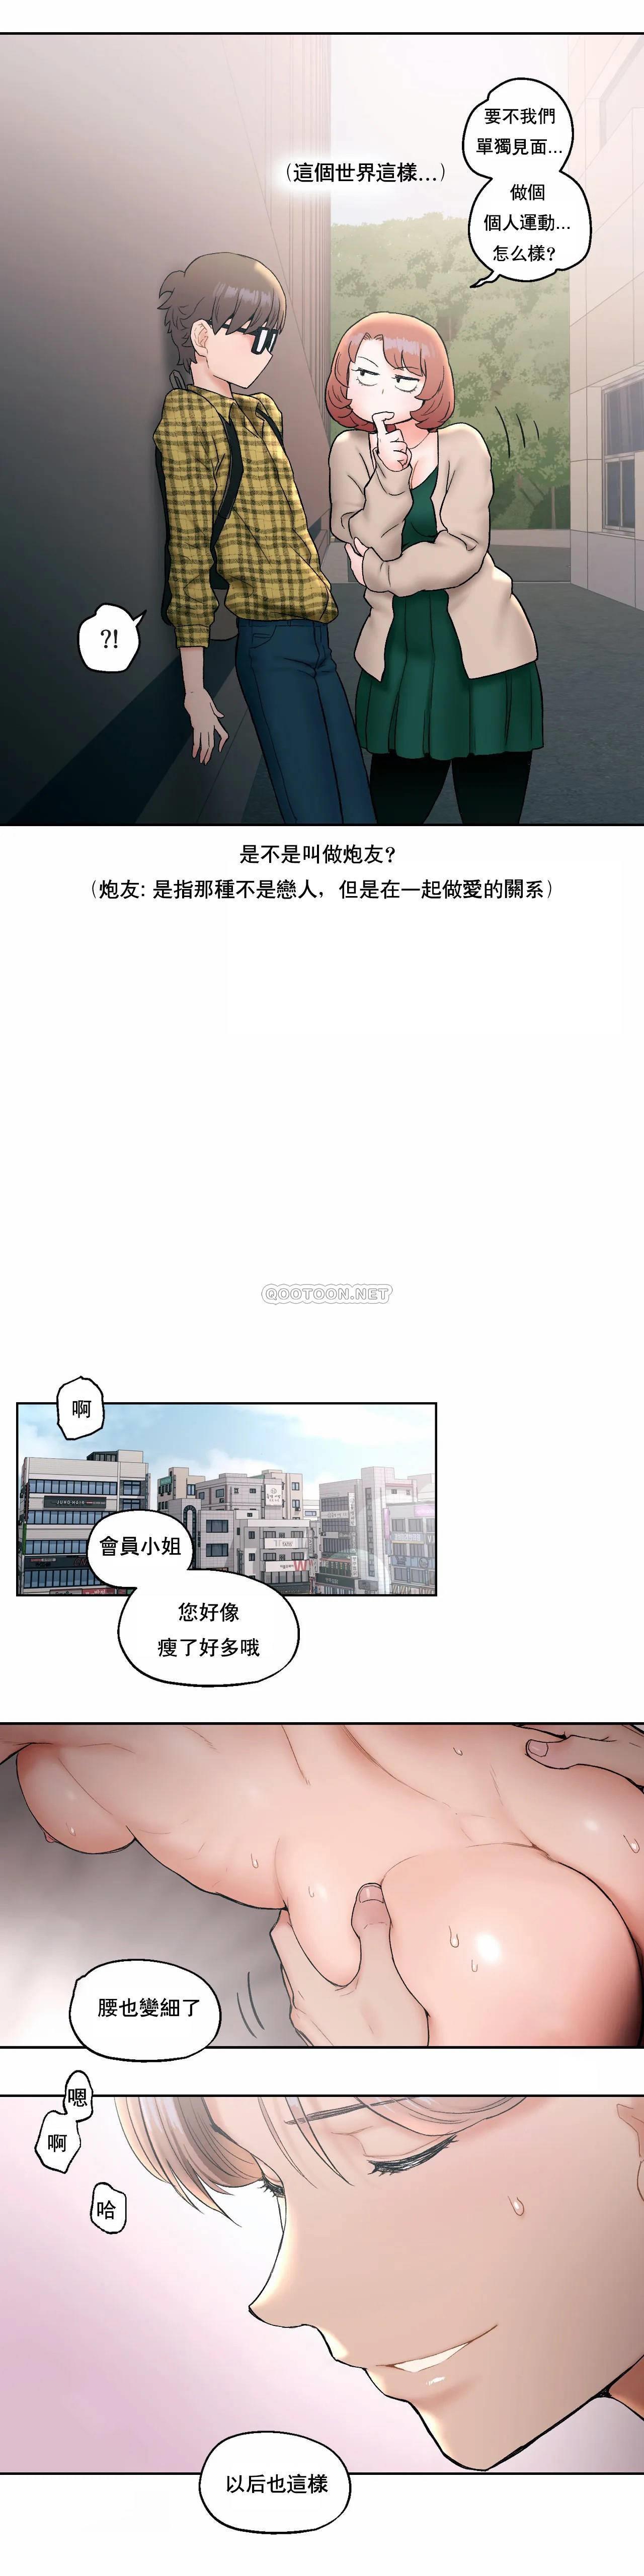 要不我們
單獨見面...
(這個世界這樣...)
做個
個人運動...
怎么樣?
?!
是不是叫做炮友?
(炮友: 是指那種不是戀人, 但是在一起做愛的關系)
QOOTOON.NET
啊
會員小姐
您好像
瘦了好多哦
腰也變細了
嗯
啊
哈
以后也這樣